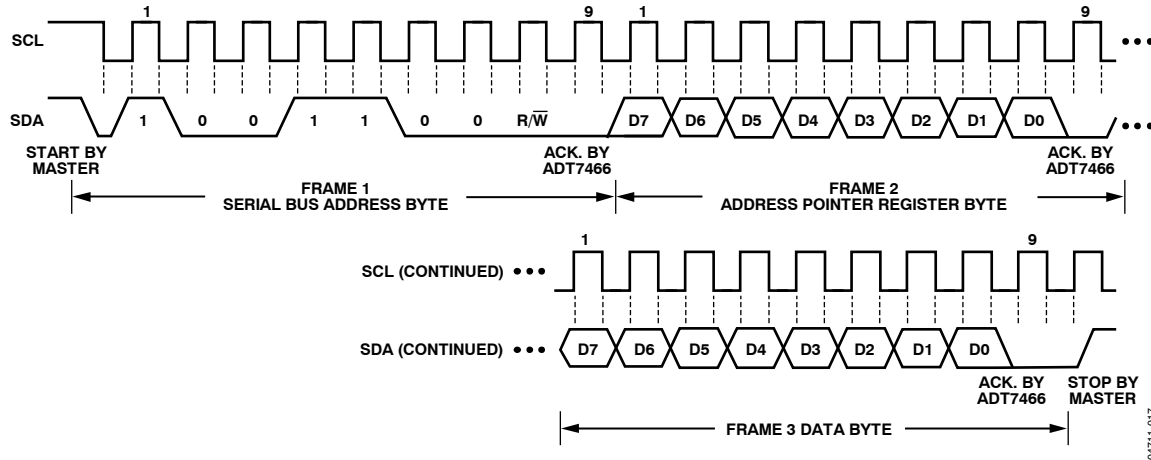 1 9 1 9
SCL
SDA 1 0 0 1 1 0 0 R/W̅ D7 D6 D5 D4 D3 D2 D1 D0
START BY
MASTER
ACK. BY
ADT7466
ACK. BY
ADT7466
FRAME 1
SERIAL BUS ADDRESS BYTE
FRAME 2
ADDRESS POINTER REGISTER BYTE
1 9
SCL (CONTINUED)
SDA (CONTINUED) D7 D6 D5 D4 D3 D2 D1 D0
ACK. BY
ADT7466
STOP BY
MASTER
FRAME 3 DATA BYTE
04711-017